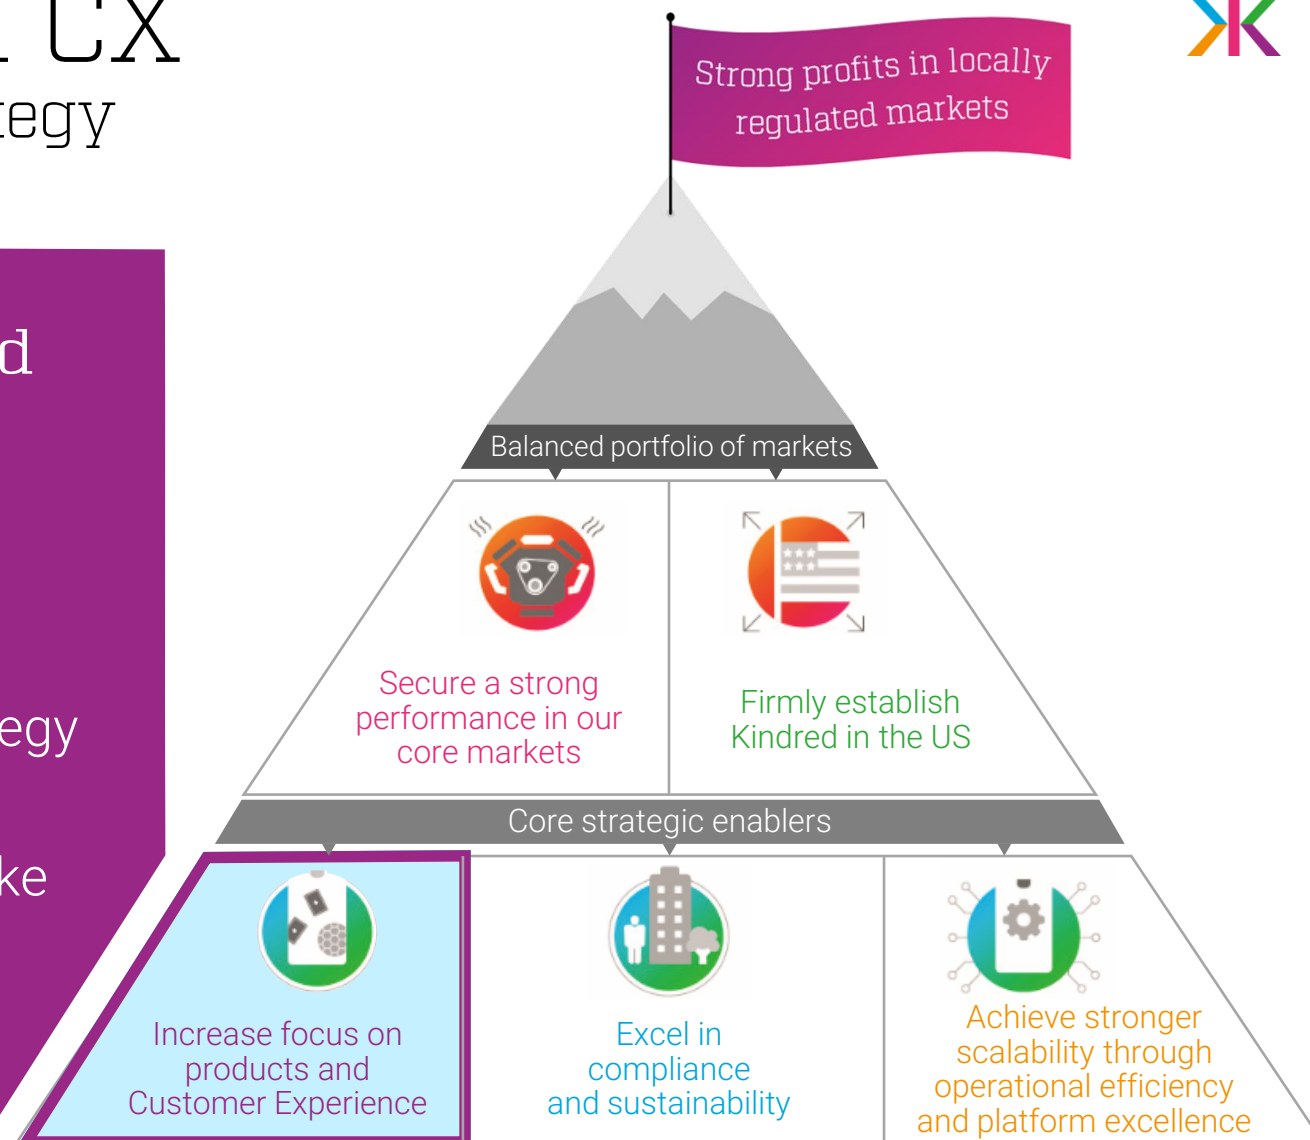 CX
tegy
Strong profits in locally
regulated markets
d
egy
ke
Balanced portfolio of markets
Secure a strong
performance in our
core markets
Firmly establish
Kindred in the US
Core strategic enablers
Increase focus on
products and
Customer Experience
Excel in
compliance
and sustainability
Achieve stronger
scalability through
operational efficiency
and platform excellence